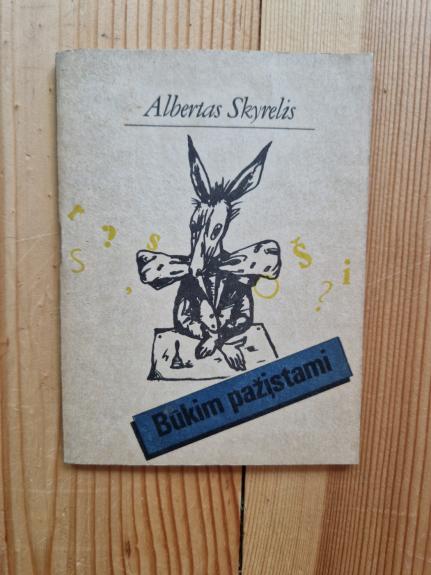 Albertas Skyrelis
r ? s Š i
S , O ?
Būkim pažįstami